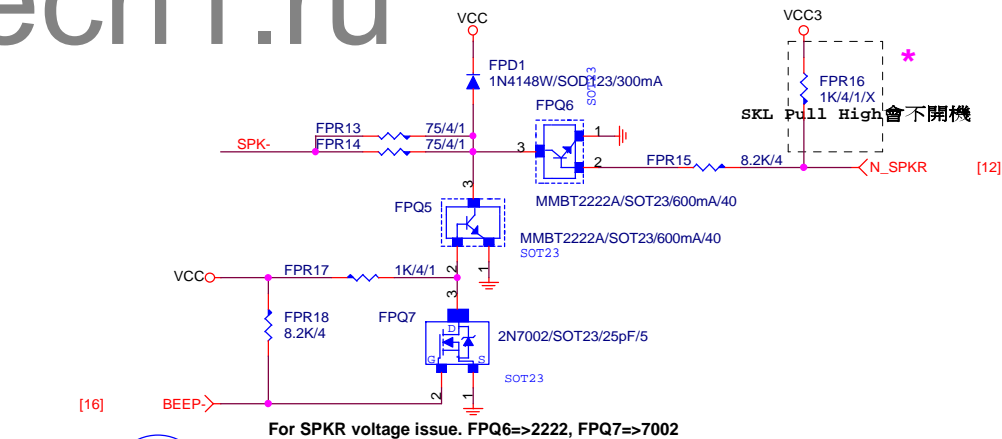 ech1.ru
VCC
VCC3
FPD1
1N4148W/SOD123/300mA
SOT23
FPR16
1K/4/1/X
*
SKL Pull High會不開機
FPQ6
FPR13 75/4/1
SPK-
FPR14 75/4/1
3
1
2
FPR15 8.2K/4
N_SPKR
[12]
MMBT2222A/SOT23/600mA/40
3
FPQ5
MMBT2222A/SOT23/600mA/40
SOT23
2
1
VCC
FPR17 1K/4/1
3
FPR18
8.2K/4
FPQ7
D
G
S
2N7002/SOT23/25pF/5
SOT23
2
1
[16]
BEEP-
For SPKR voltage issue. FPQ6=>2222, FPQ7=>7002